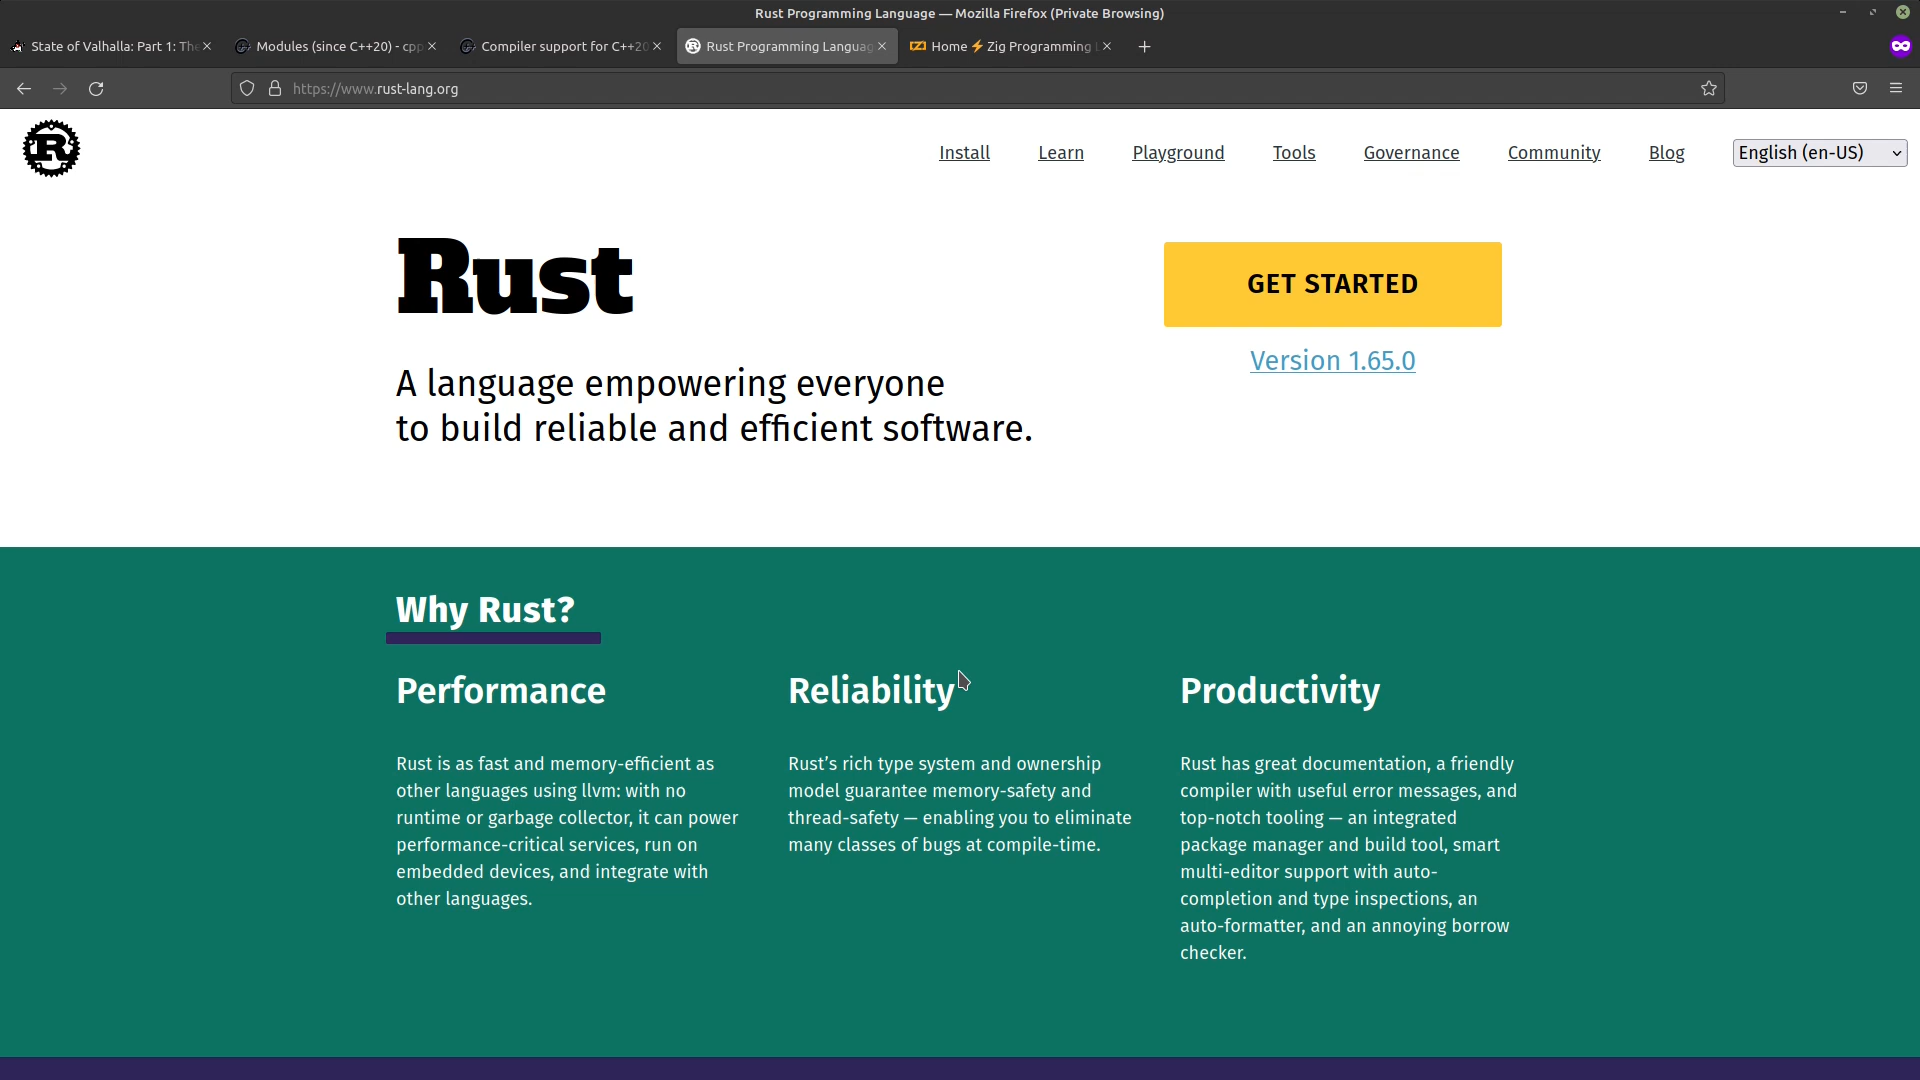 Rust Programming Language — Mozilla Firefox (Private Browsing)
State of Valhalla: Part 1: The
Modules (since C++20) - cpp
Compiler support for C++20
Rust Programming Languag
Home ⚡ Zig Programming L
https://www.rust-lang.org
R
Install Learn Playground Tools Governance Community Blog English (en-US)
Rust
GET STARTED
Version 1.65.0
A language empowering everyone
to build reliable and efficient software.
Why Rust?
Performance
Rust is as fast and memory-efficient as
other languages using llvm: with no
runtime or garbage collector, it can power
performance-critical services, run on
embedded devices, and integrate with
other languages.
Reliability
Rust’s rich type system and ownership
model guarantee memory-safety and
thread-safety — enabling you to eliminate
many classes of bugs at compile-time.
Productivity
Rust has great documentation, a friendly
compiler with useful error messages, and
top-notch tooling — an integrated
package manager and build tool, smart
multi-editor support with auto-
completion and type inspections, an
auto-formatter, and an annoying borrow
checker.